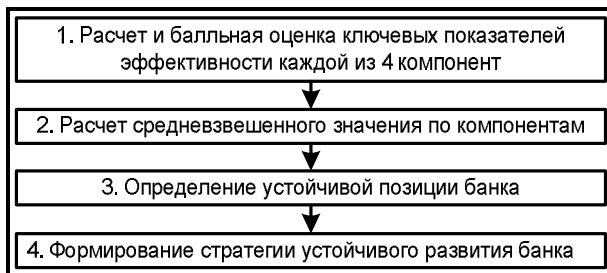 1. Расчет и балльная оценка ключевых показателей
эффективности каждой из 4 компонент
2. Расчет средневзвешенного значения по компонентам
3. Определение устойчивой позиции банка
4. Формирование стратегии устойчивого развития банка